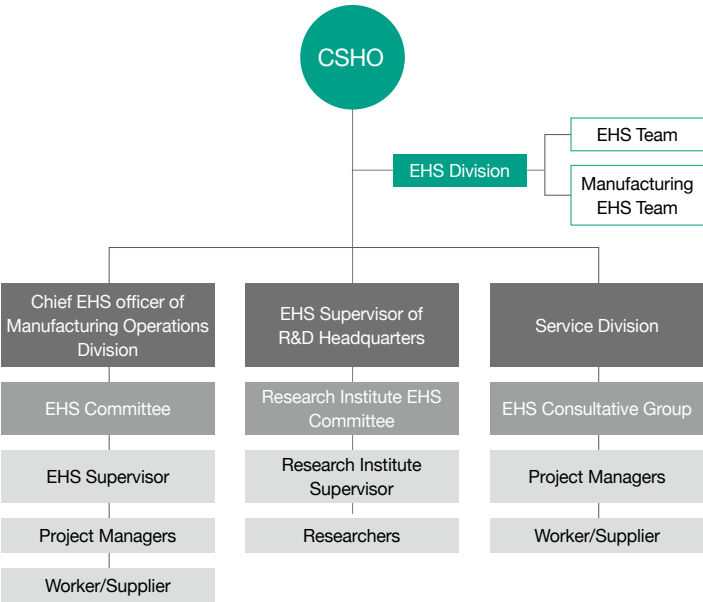 CSHO
EHS Division
EHS Team
Manufacturing
EHS Team
Chief EHS officer of
Manufacturing Operations
Division
EHS Committee
EHS Supervisor
Project Managers
Worker/Supplier
EHS Supervisor of
R&D Headquarters
Research Institute EHS
Committee
Research Institute
Supervisor
Researchers
Service Division
EHS Consultative Group
Project Managers
Worker/Supplier